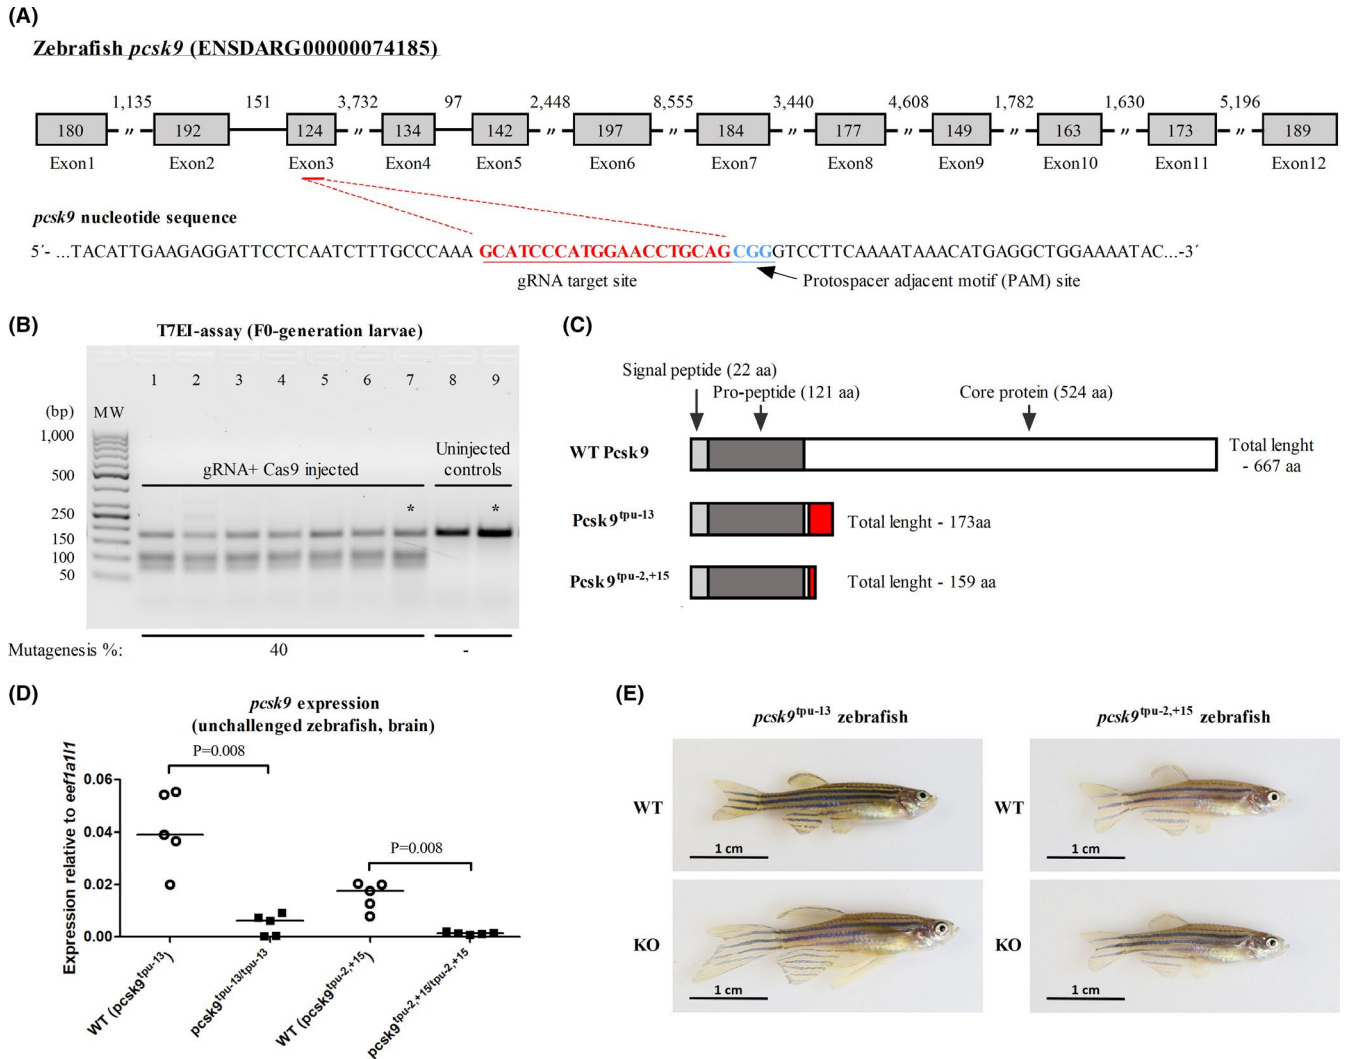 (A)
Zebrafish pcsk9 (ENSDARG00000074185)
1,135 151 3,732 97 2,448 8,555 3,440 4,608 1,782 1,630 5,196
180 192 124 134 142 197 184 177 149 163 173 189
Exon1 Exon2 Exon3 Exon4 Exon5 Exon6 Exon7 Exon8 Exon9 Exon10 Exon11 Exon12
pcsk9 nucleotide sequence
5´- ...TACATTGAAGAGGATTCCTCAATCTTTGCCCAAA GCATCCCATGGAACCTGCAG CGGGTCCTTCAAAATAAACATGAGGCTGGAAAATAC...-3´
gRNA target site
Protospacer adjacent motif (PAM) site
(B)
T7EI-assay (F0-generation larvae)
1 2 3 4 5 6 7 8 9
(bp) MW
1,000
500
250
150
100
50
gRNA+ Cas9 injected
Uninjected
controls
* *
Mutagenesis %: 40 -
(C)
Signal peptide (22 aa)
Pro-peptide (121 aa)
Core protein (524 aa)
WT Pcsk9
Total lenght
- 667 aa
Pcsk9tpu-13
Total lenght - 173aa
Pcsk9tpu-2,+15
Total lenght - 159 aa
(D)
pcsk9 expression
(unchallenged zebrafish, brain)
Expression relative to eef1a1l1
0.06
0.04
0.02
0.00
P=0.008
P=0.008
WT (pcsk9tpu-13)
pcsk9tpu-13/tpu-13
WT (pcsk9tpu-2,+15)
pcsk9tpu-2,+15/tpu-2,+15
(E)
pcsk9tpu-13 zebrafish
pcsk9tpu-2,+15 zebrafish
WT
1 cm
WT
1 cm
KO
1 cm
KO
1 cm